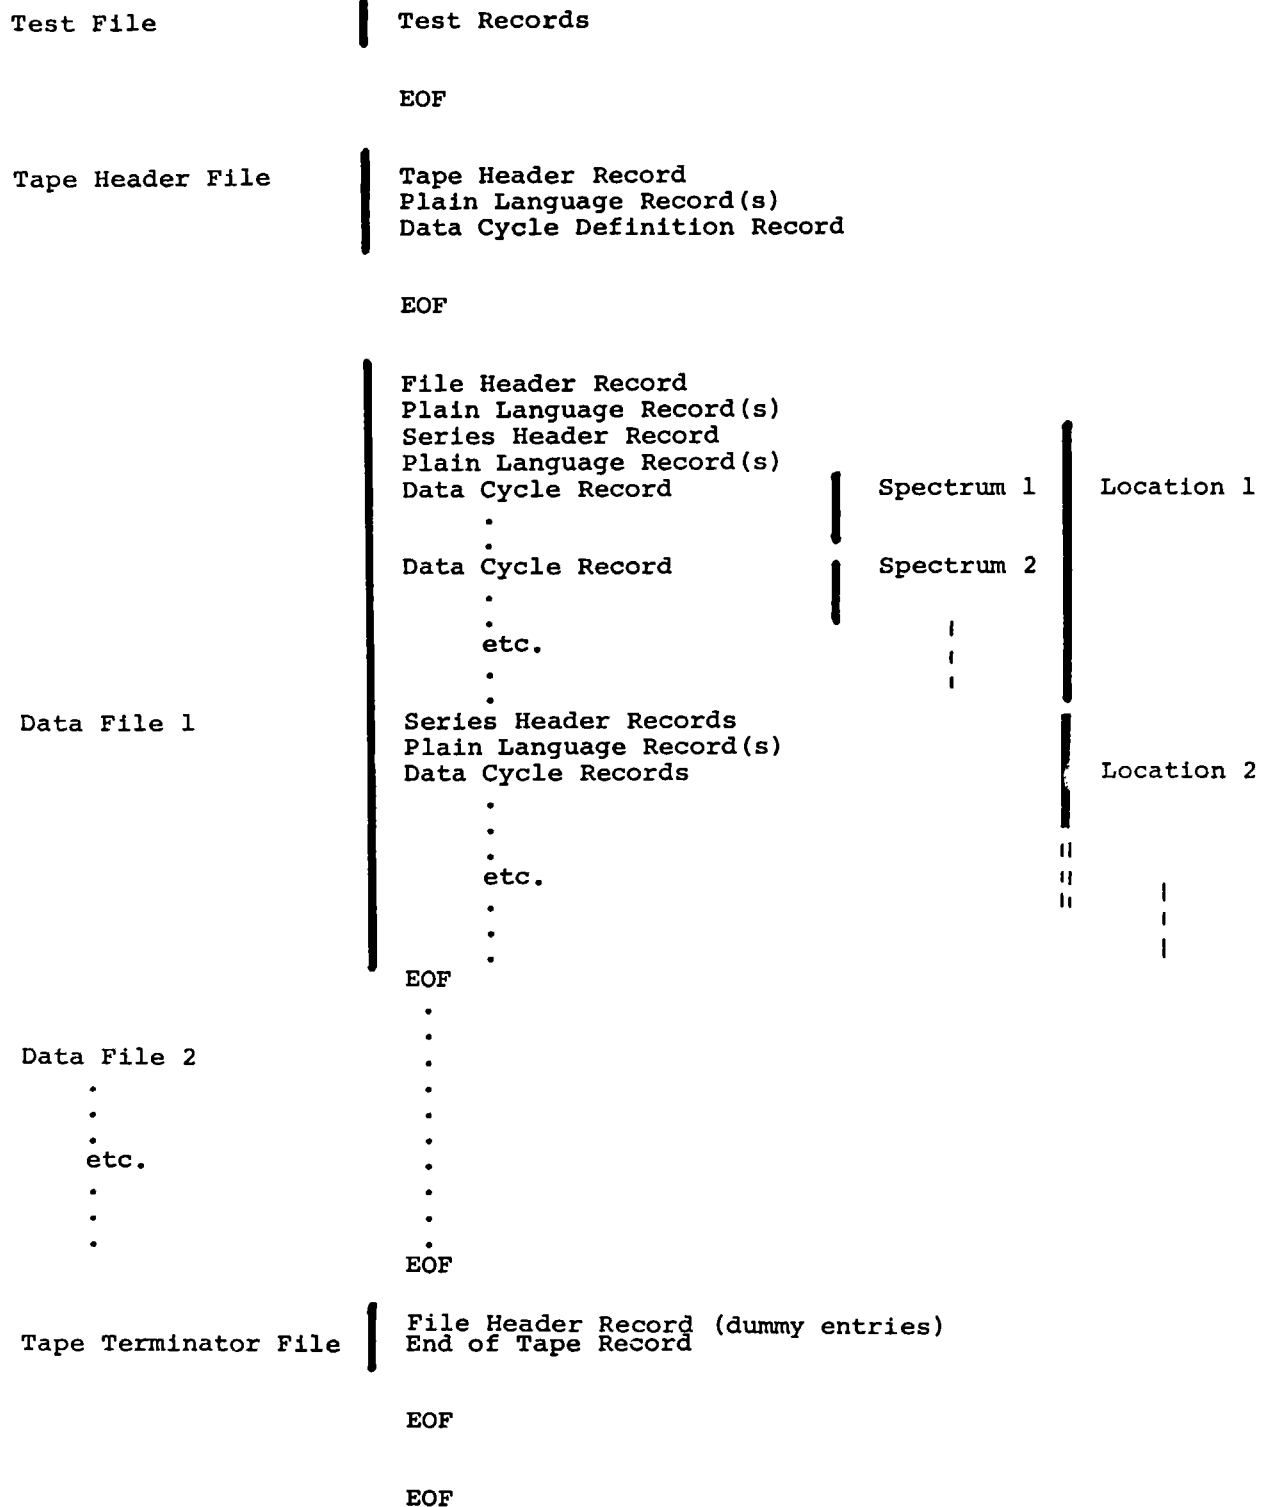 Test File Test Records
EOF
Tape Header File Tape Header Record
Plain Language Record(s)
Data Cycle Definition Record
EOF
File Header Record
Plain Language Record(s)
Series Header Record
Plain Language Record(s)
Data Cycle Record Spectrum 1 Location 1
.
.
Data Cycle Record Spectrum 2
.
.
etc.
.
.
Data File 1 Series Header Records
Plain Language Record(s)
Data Cycle Records Location 2
.
.
.
etc.
.
.
.
EOF
.
.
Data File 2 .
. .
. .
. .
etc. .
. .
. .
. .
EOF
Tape Terminator File File Header Record (dummy entries)
End of Tape Record
EOF
EOF